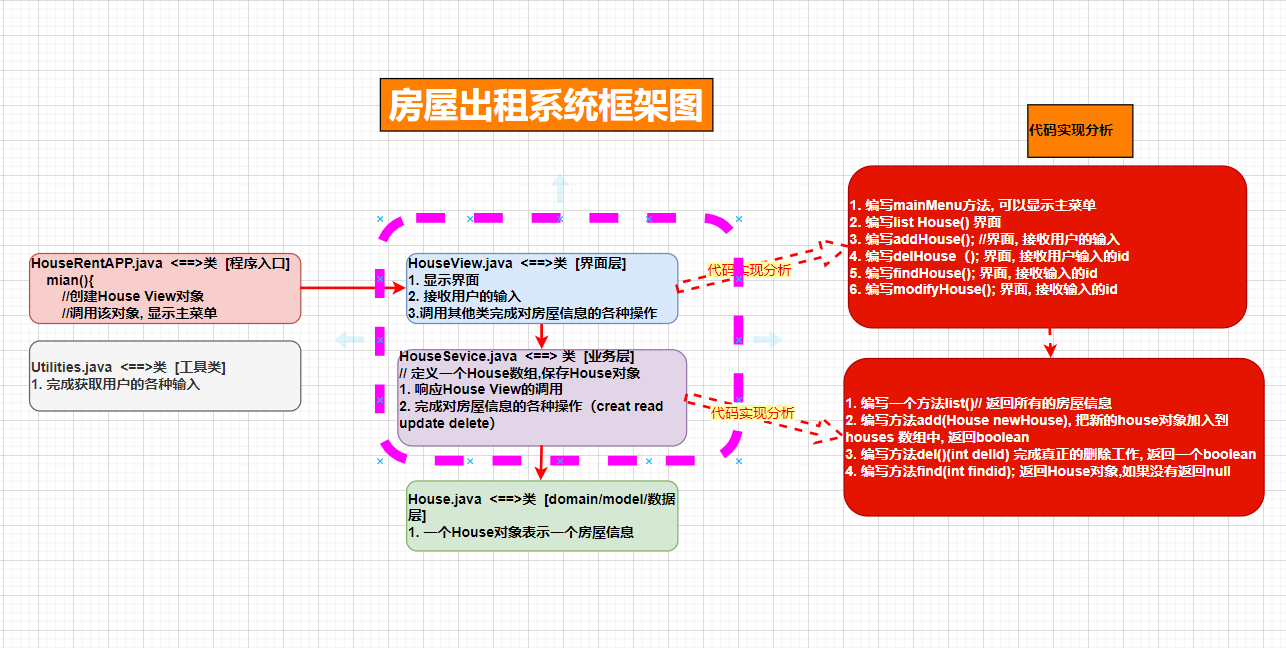 房屋出租系统框架图
代码实现分析
HouseRentAPP.java <==>类 [程序入口]
mian(){
//创建House View对象
//调用该对象, 显示主菜单
Utilities.java <==>类 [工具类]
1. 完成获取用户的各种输入
HouseView.java <==>类 [界面层]
1. 显示界面
2. 接收用户的输入
3.调用其他类完成对房屋信息的各种操作
HouseSevice.java <==> 类 [业务层]
// 定义一个House数组,保存House对象
1. 响应House View的调用
2. 完成对房屋信息的各种操作（creat read
update delete）
House.java <==>类 [domain/model/数据
层]
1. 一个House对象表示一个房屋信息
代码实现分析
代码实现分析
1. 编写mainMenu方法, 可以显示主菜单
2. 编写list House() 界面
3. 编写addHouse(); //界面, 接收用户的输入
4. 编写delHouse（); 界面, 接收用户输入的id
5. 编写findHouse(); 界面, 接收输入的id
6. 编写modifyHouse(); 界面, 接收输入的id
1. 编写一个方法list()// 返回所有的房屋信息
2. 编写方法add(House newHouse), 把新的house对象加入到
houses 数组中, 返回boolean
3. 编写方法del()(int delId) 完成真正的删除工作, 返回一个boolean
4. 编写方法find(int findid); 返回House对象,如果没有返回null